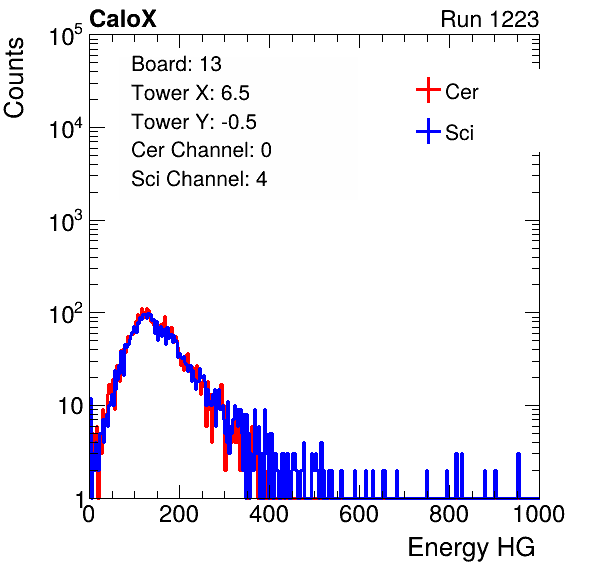 CaloX Run 1223
Counts
Board: 13
Tower X: 6.5
Tower Y: -0.5
Cer Channel: 0
Sci Channel: 4
Cer
Sci
10^5
10^4
10^3
10^2
10
1
0 200 400 600 800 1000
Energy HG